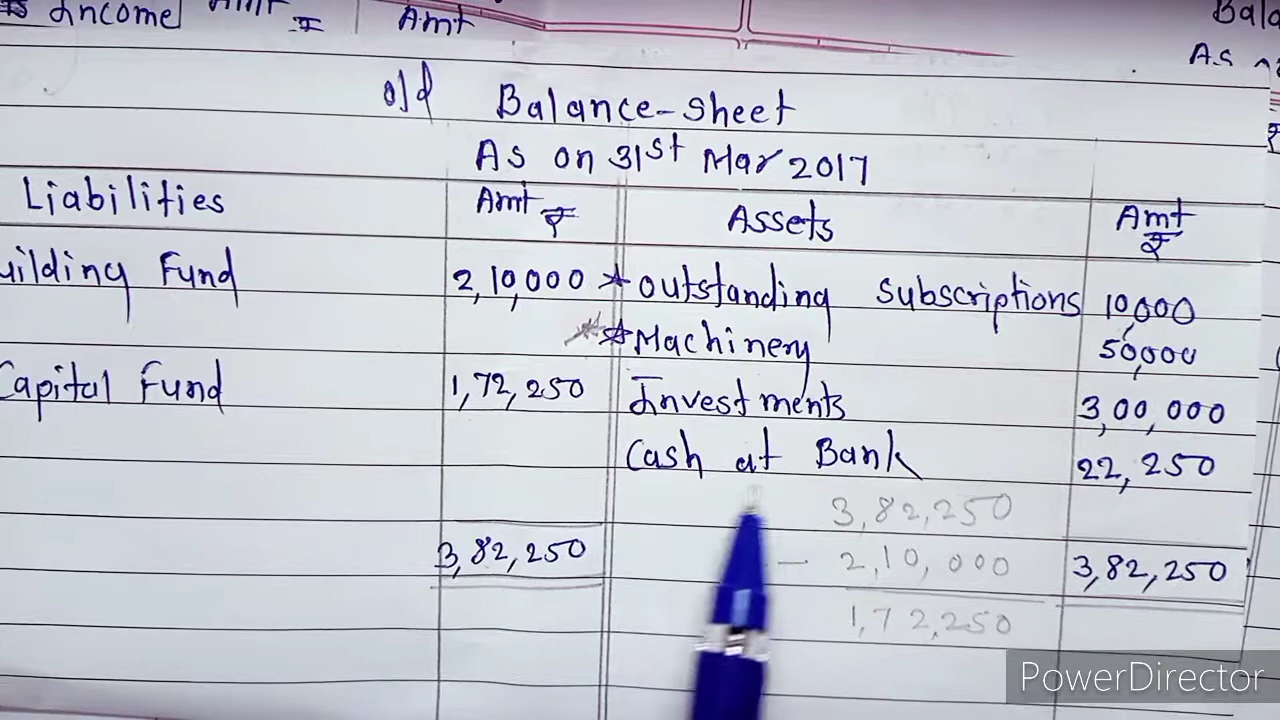 Income Amt ₹ Amt
Bala
As
old Balance-Sheet
As on 31st Mar 2017
Liabilities Amt ₹ Assets Amt ₹
uilding Fund 2,10,000 * outstanding subscriptions 10,000
* Machinery 50,000
Capital Fund 1,72,250 Investments 3,00,000
Cash at Bank 22,250
3,82,250
3,82,250 - 2,10,000 3,82,250
1,72,250
PowerDirector